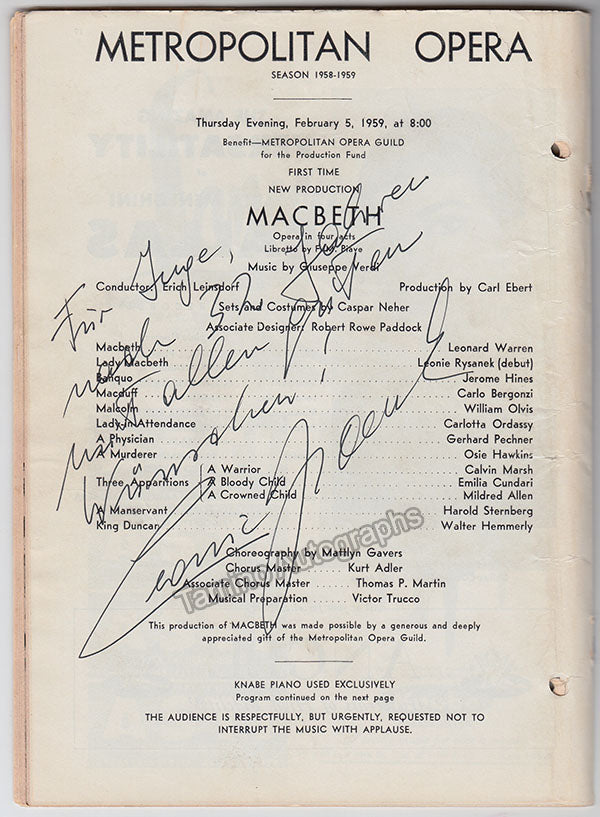 METROPOLITAN OPERA
SEASON 1958-1959
Thursday Evening, February 5, 1959, at 8:00
Benefit—METROPOLITAN OPERA GUILD
for the Production Fund
FIRST TIME
NEW PRODUCTION
MACBETH
Opera in four acts
Libretto by F. M. Piave
Music by Giuseppe Verdi
Conductor: Erich Leinsdorf Production by Carl Ebert
Sets and Costumes by Caspar Neher
Associate Designer: Robert Rowe Paddock
Macbeth Leonard Warren
Lady Macbeth Leonie Rysanek (debut)
Banquo Jerome Hines
Macduff Carlo Bergonzi
Malcolm William Olvis
Lady-in-Attendance Carlotta Ordassy
A Physician Gerhard Pechner
A Murderer Osie Hawkins
Three Apparitions
A Warrior Calvin Marsh
A Bloody Child Emilia Cundari
A Crowned Child Mildred Allen
A Manservant Harold Sternberg
King Duncan Walter Hemmerly
Choreography by Mattlyn Gavers
Chorus Master ...... Kurt Adler
Associate Chorus Master ...... Thomas P. Martin
Musical Preparation ...... Victor Trucco
This production of MACBETH was made possible by a generous and deeply
appreciated gift of the Metropolitan Opera Guild.
KNABE PIANO USED EXCLUSIVELY
Program continued on the next page
THE AUDIENCE IS RESPECTFULLY, BUT URGENTLY, REQUESTED NOT TO
INTERRUPT THE MUSIC WITH APPLAUSE.
Für Inge,
nach Jahren
mit allen guten
Wünschen!
Leonie Rysanek
Tamino Autographs